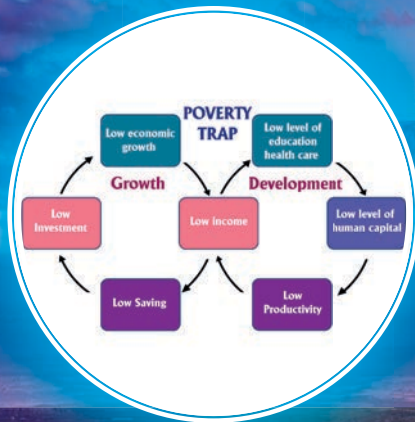 POVERTY
TRAP
Low economic
growth
Low level of
education
health care
Growth
Development
Low
Investment
Low income
Low level of
human capital
Low Saving
Low
Productivity